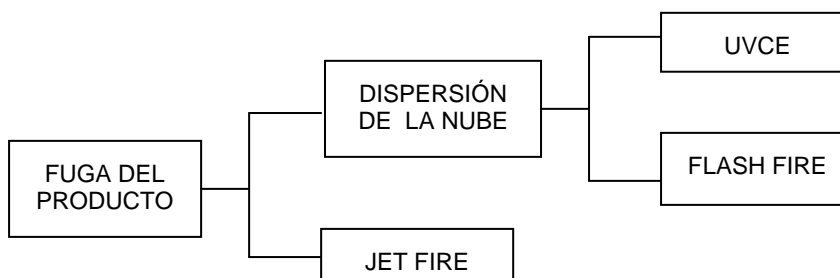 FUGA DEL
PRODUCTO
DISPERSIÓN
DE LA NUBE
JET FIRE
UVCE
FLASH FIRE